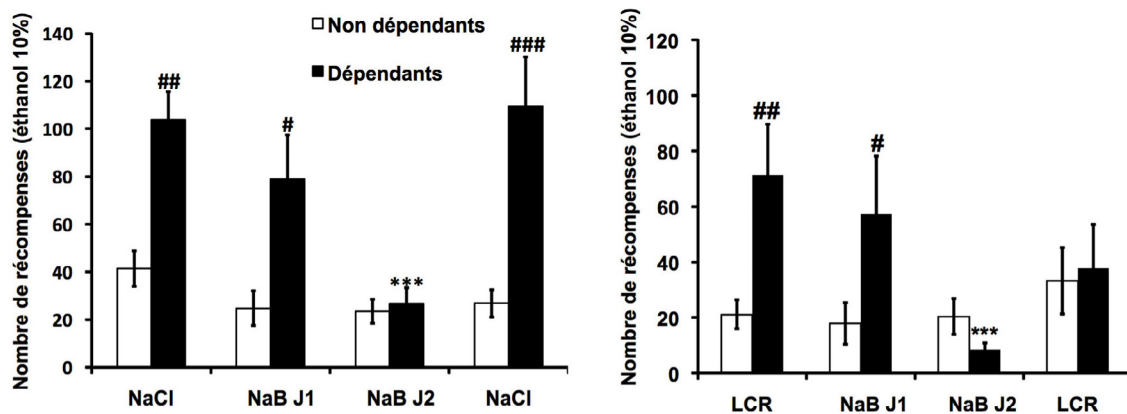 Nombre de récompenses (éthanol 10%)
140
120
100
80
60
40
20
0
Non dépendants
Dépendants
##
#
***
###
NaCl
NaB J1
NaB J2
NaCl
Nombre de récompenses (éthanol 10%)
120
100
80
60
40
20
0
##
#
***
LCR
NaB J1
NaB J2
LCR